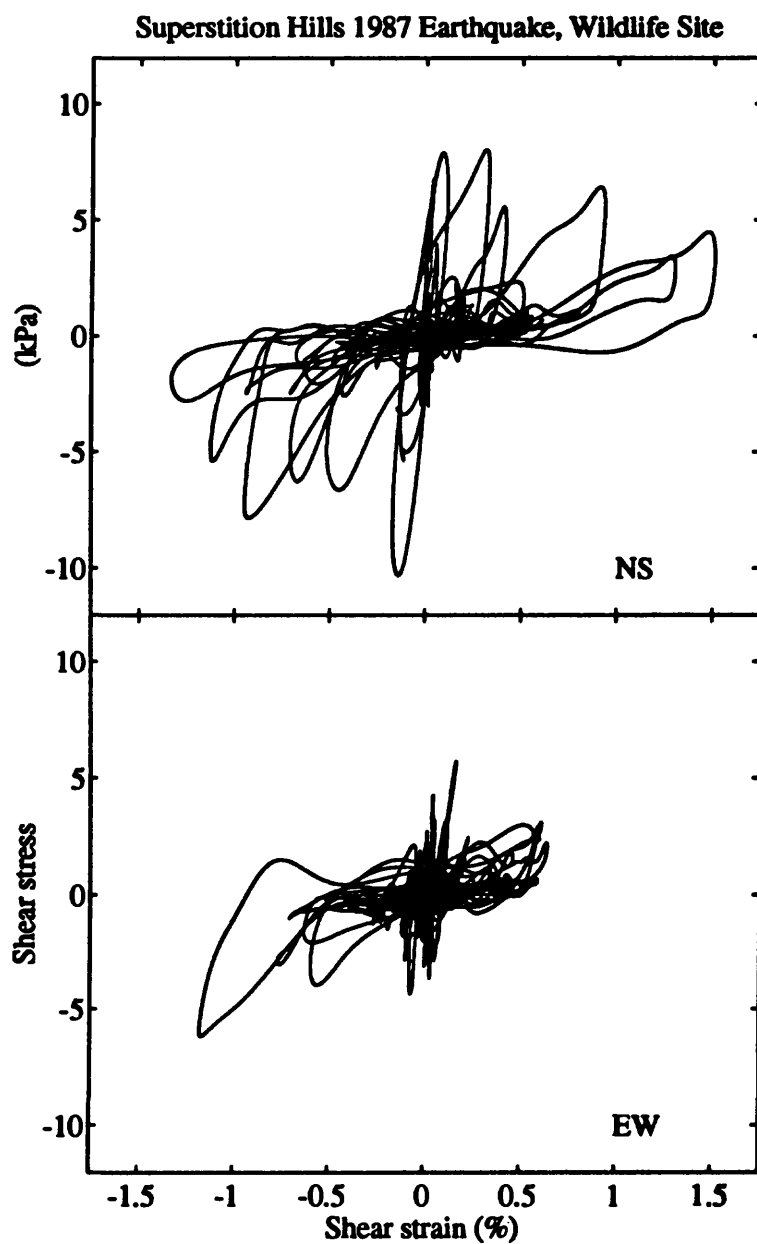 Superstition Hills 1987 Earthquake, Wildlife Site
10
5
0
-5
-10
(kPa)
NS
10
5
0
-5
-10
Shear stress
EW
-1.5 -1 -0.5 0 0.5 1 1.5
Shear strain (%)